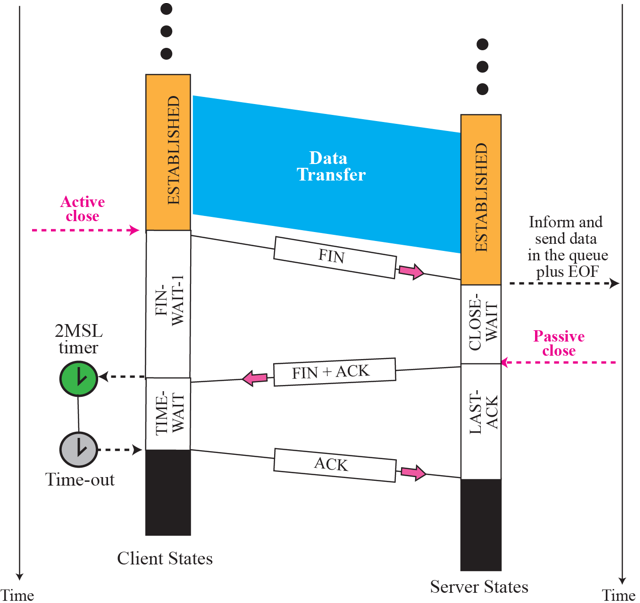 ESTABLISHED
Data
Transfer
ESTABLISHED
Active
close
Inform and
send data
in the queue
plus EOF
FIN
FIN-
WAIT-1
CLOSE-
WAIT
2MSL
timer
Passive
close
FIN + ACK
TIME-
WAIT
LAST-
ACK
Time-out
ACK
Client States
Server States
Time
Time